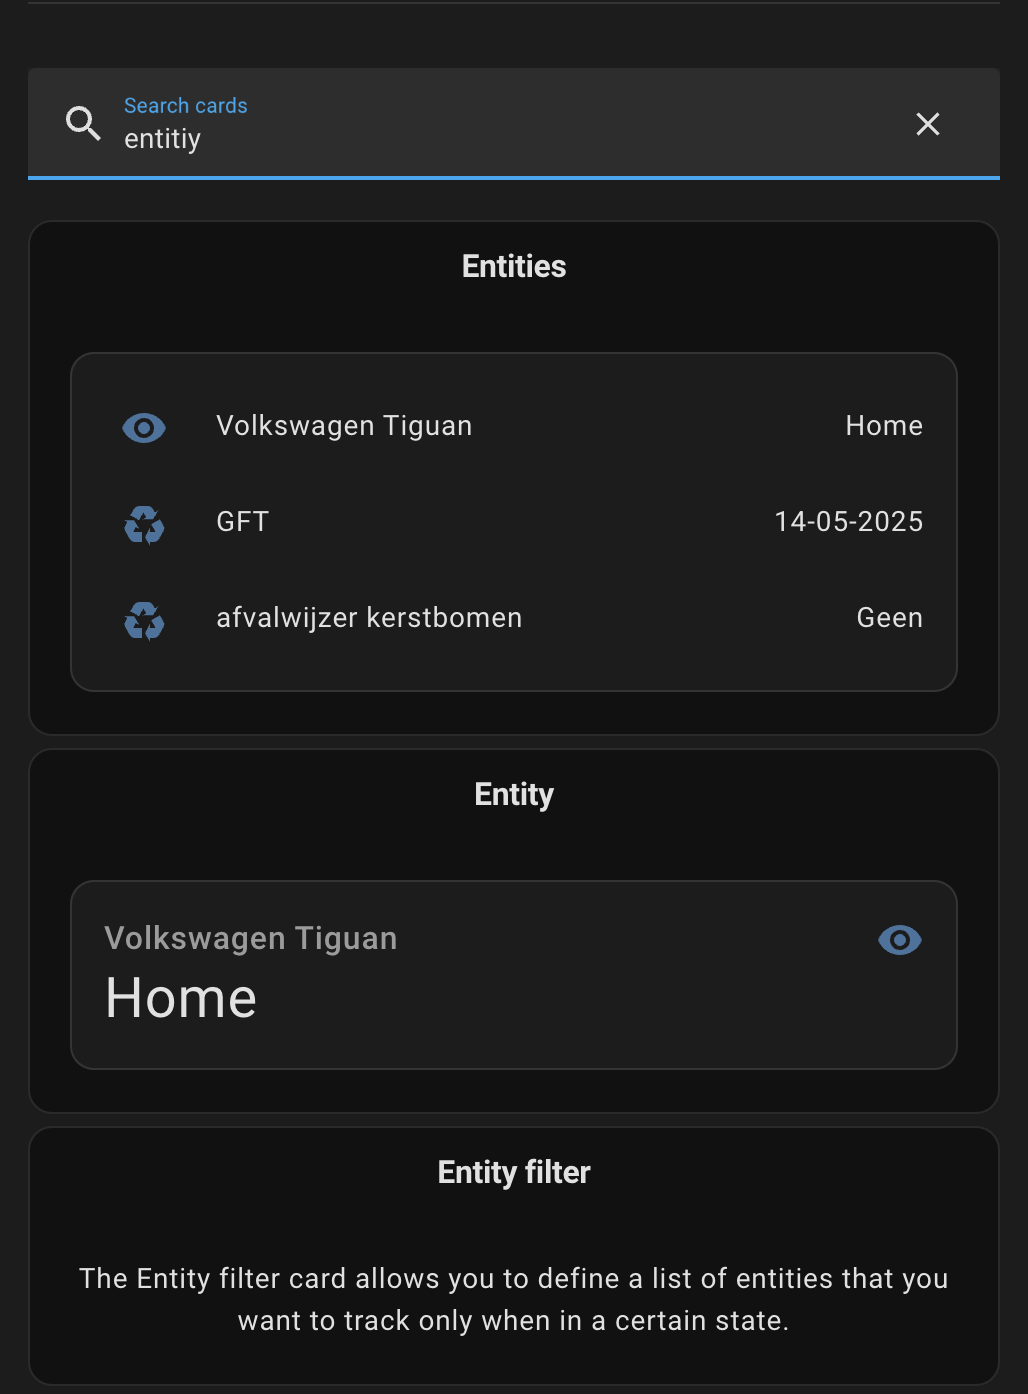 Search cards
entitiy
Entities
Volkswagen Tiguan Home
GFT 14-05-2025
afvalwijzer kerstbomen Geen
Entity
Volkswagen Tiguan
Home
Entity filter
The Entity filter card allows you to define a list of entities that you
want to track only when in a certain state.